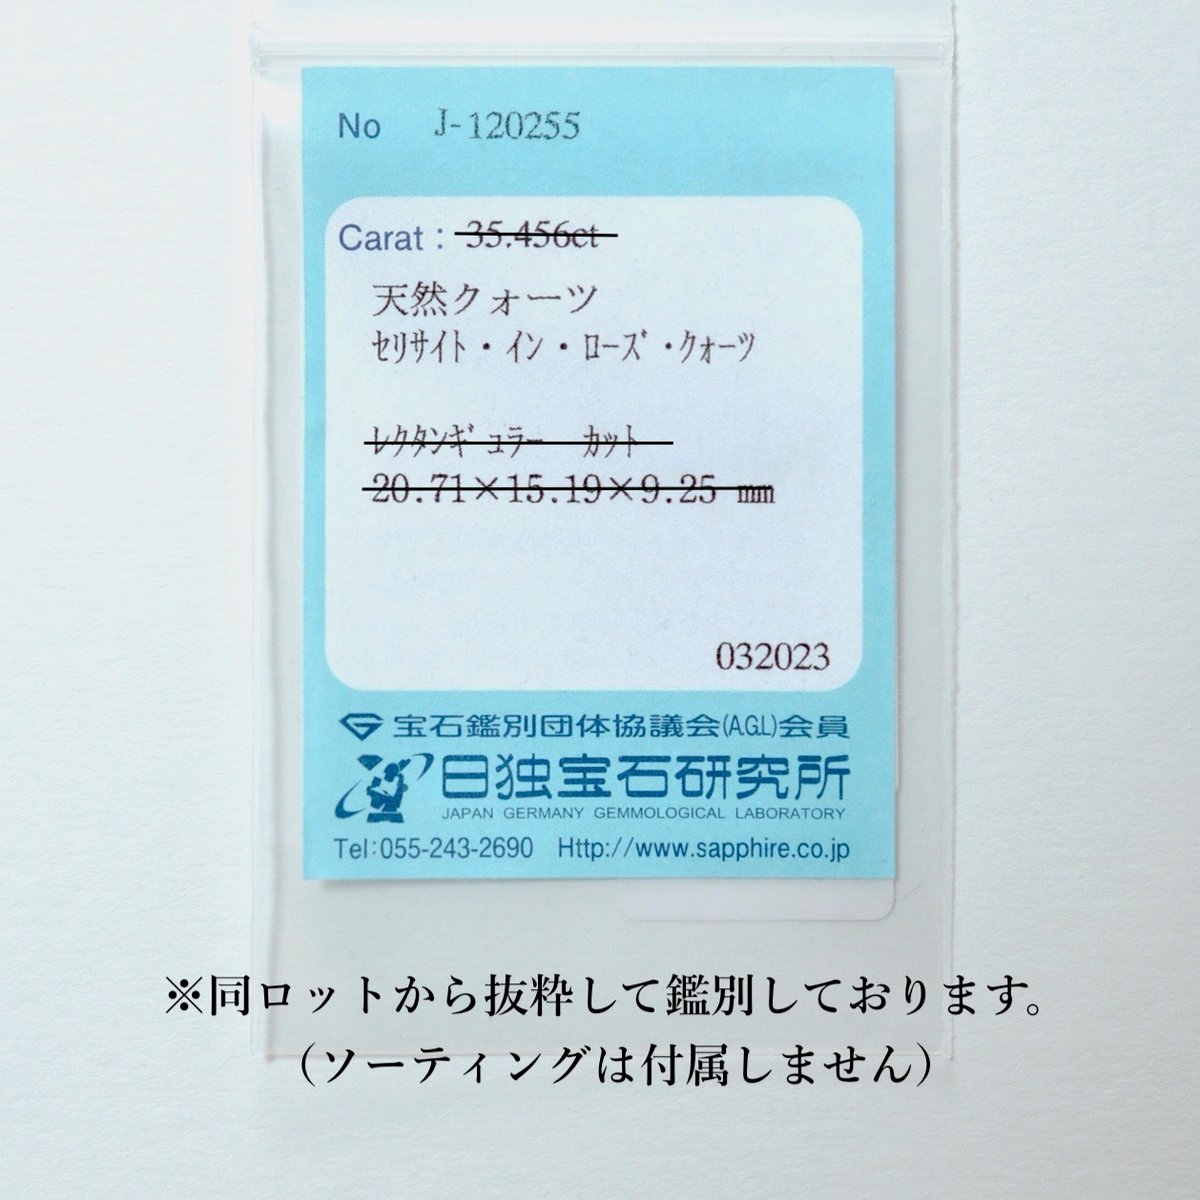 No J-120255
Carat : 35.456ct
天然クォーツ
ｾﾘｻｲﾄ・ｲﾝ・ﾛｰｽﾞ・ｸｫｰﾂ
ﾚｸﾀﾝｷﾞｭﾗｰ ｶｯﾄ
20.71×15.19×9.25 mm
032023
宝石鑑別団体協議会(A.G.L)会員
日独宝石研究所
JAPAN GERMANY GEMMOLOGICAL LABORATORY
Tel:055-243-2690 Http://www.sapphire.co.jp
※同ロットから抜粋して鑑別しております。
（ソーティングは付属しません）